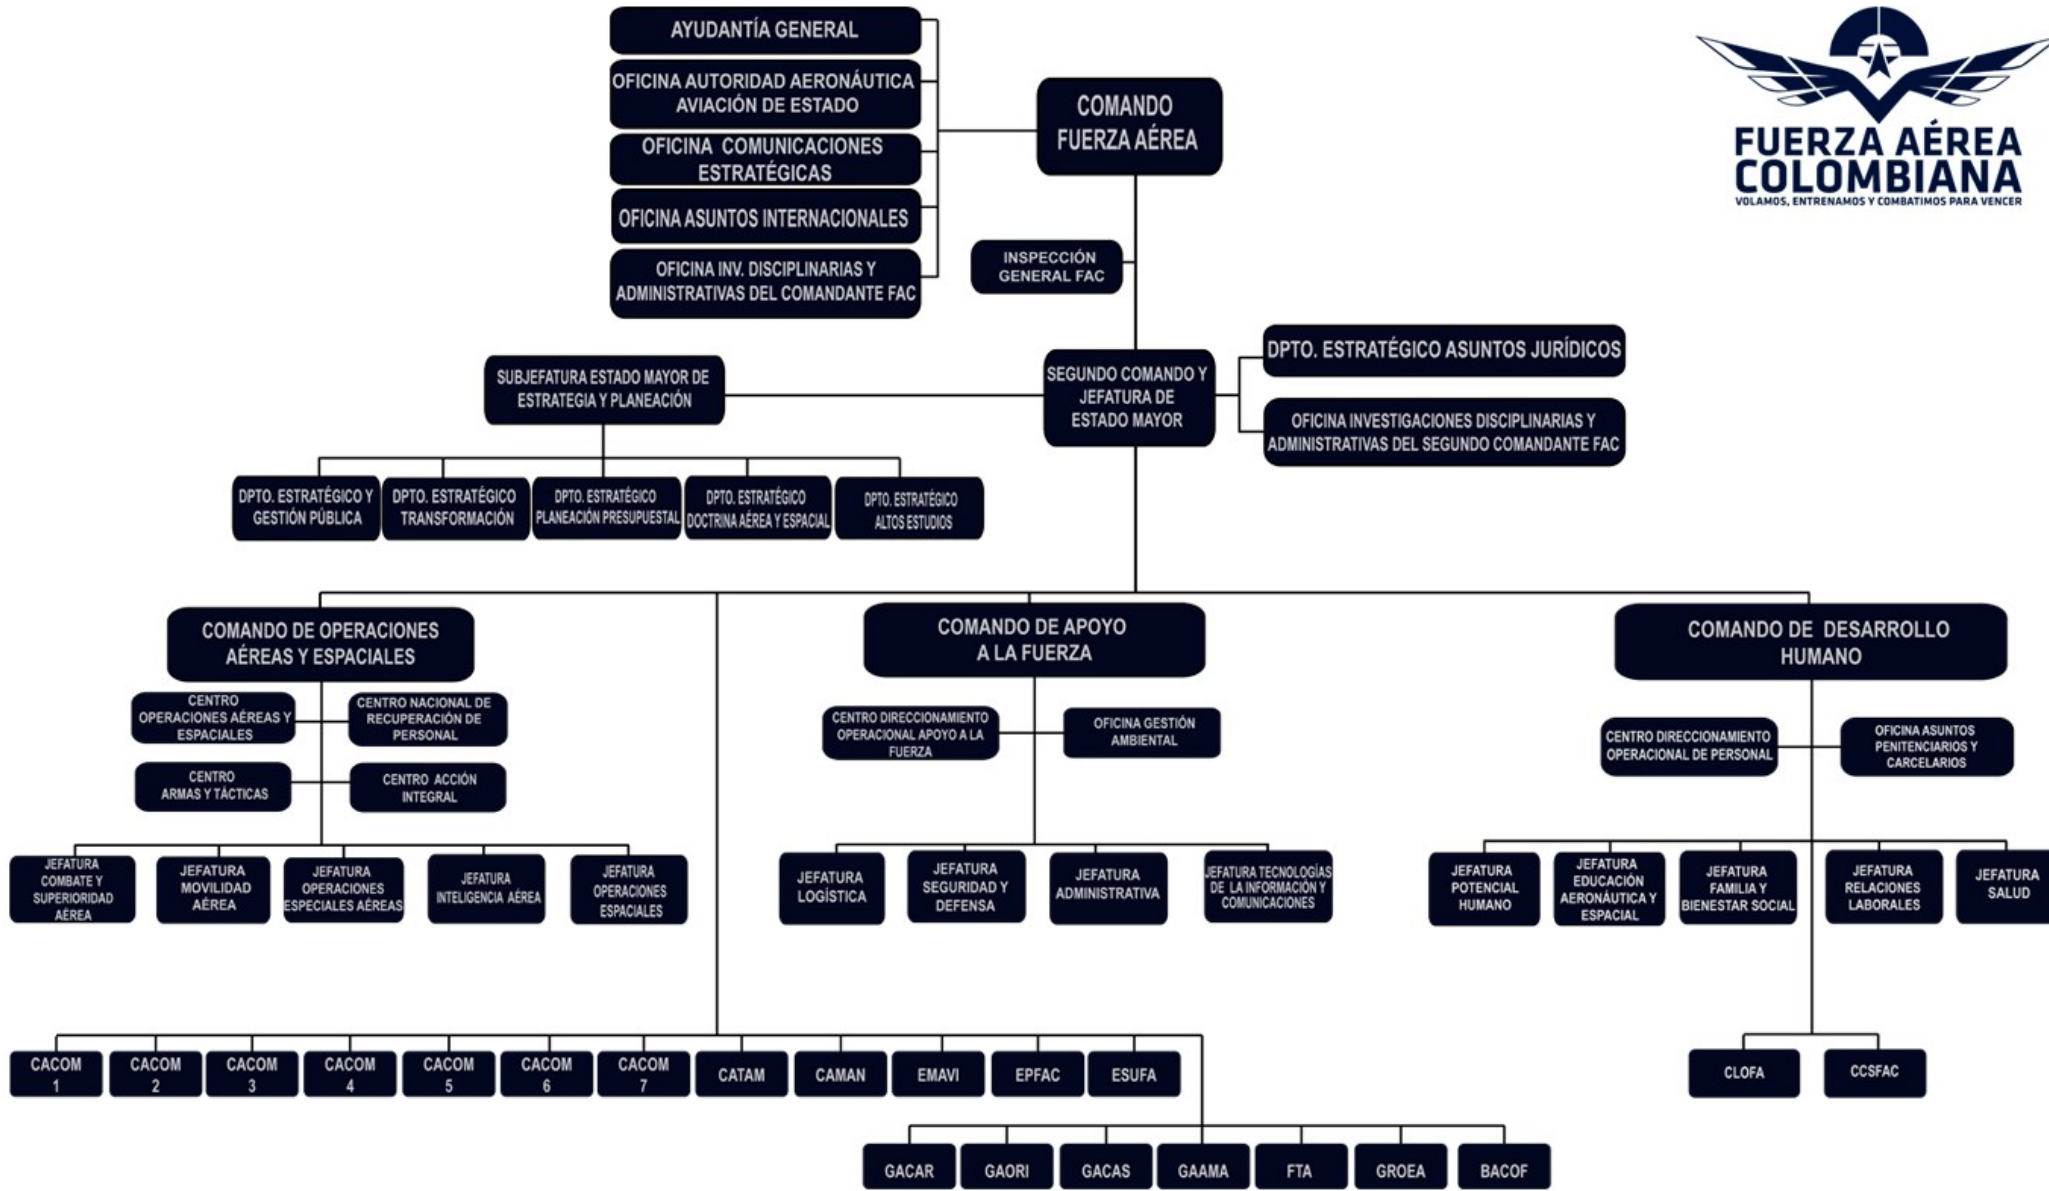 AYUDANTÍA GENERAL
OFICINA AUTORIDAD AERONÁUTICA
AVIACIÓN DE ESTADO
OFICINA COMUNICACIONES
ESTRATÉGICAS
OFICINA ASUNTOS INTERNACIONALES
OFICINA INV. DISCIPLINARIAS Y
ADMINISTRATIVAS DEL COMANDANTE FAC
COMANDO
FUERZA AÉREA
FUERZA AÉREA
COLOMBIANA
VOLAMOS, ENTRENAMOS Y COMBATIMOS PARA VENCER
INSPECCIÓN
GENERAL FAC
SUBJEFATURA ESTADO MAYOR DE
ESTRATEGIA Y PLANEACIÓN
SEGUNDO COMANDO Y
JEFATURA DE
ESTADO MAYOR
DPTO. ESTRATÉGICO ASUNTOS JURÍDICOS
OFICINA INVESTIGACIONES DISCIPLINARIAS Y
ADMINISTRATIVAS DEL SEGUNDO COMANDANTE FAC
DPTO. ESTRATÉGICO Y
GESTIÓN PÚBLICA
DPTO. ESTRATÉGICO
TRANSFORMACIÓN
DPTO. ESTRATÉGICO
PLANEACIÓN PRESUPUESTAL
DPTO. ESTRATÉGICO
DOCTRINA AÉREA Y ESPACIAL
DPTO. ESTRATÉGICO
ALTOS ESTUDIOS
COMANDO DE OPERACIONES
AÉREAS Y ESPACIALES
CENTRO
OPERACIONES AÉREAS Y
ESPACIALES
CENTRO NACIONAL DE
RECUPERACIÓN DE
PERSONAL
CENTRO
ARMAS Y TÁCTICAS
CENTRO ACCIÓN
INTEGRAL
JEFATURA
COMBATE Y
SUPERIORIDAD
AÉREA
JEFATURA
MOVILIDAD
AÉREA
JEFATURA
OPERACIONES
ESPECIALES AÉREAS
JEFATURA
INTELIGENCIA AÉREA
JEFATURA
OPERACIONES
ESPACIALES
COMANDO DE APOYO
A LA FUERZA
CENTRO DIRECCIONAMIENTO
OPERACIONAL APOYO A LA
FUERZA
OFICINA GESTIÓN
AMBIENTAL
JEFATURA
LOGÍSTICA
JEFATURA
SEGURIDAD Y
DEFENSA
JEFATURA
ADMINISTRATIVA
JEFATURA TECNOLOGÍAS
DE LA INFORMACIÓN Y
COMUNICACIONES
COMANDO DE DESARROLLO
HUMANO
CENTRO DIRECCIONAMIENTO
OPERACIONAL DE PERSONAL
OFICINA ASUNTOS
PENITENCIARIOS Y
CARCELARIOS
JEFATURA
POTENCIAL
HUMANO
JEFATURA
EDUCACIÓN
AERONÁUTICA Y
ESPACIAL
JEFATURA
FAMILIA Y
BIENESTAR SOCIAL
JEFATURA
RELACIONES
LABORALES
JEFATURA
SALUD
CACOM
1
CACOM
2
CACOM
3
CACOM
4
CACOM
5
CACOM
6
CACOM
7
CATAM
CAMAN
EMAVI
EPFAC
ESUFA
CLOFA
CCSFAC
GACAR
GAORI
GACAS
GAAMA
FTA
GROEA
BACOF